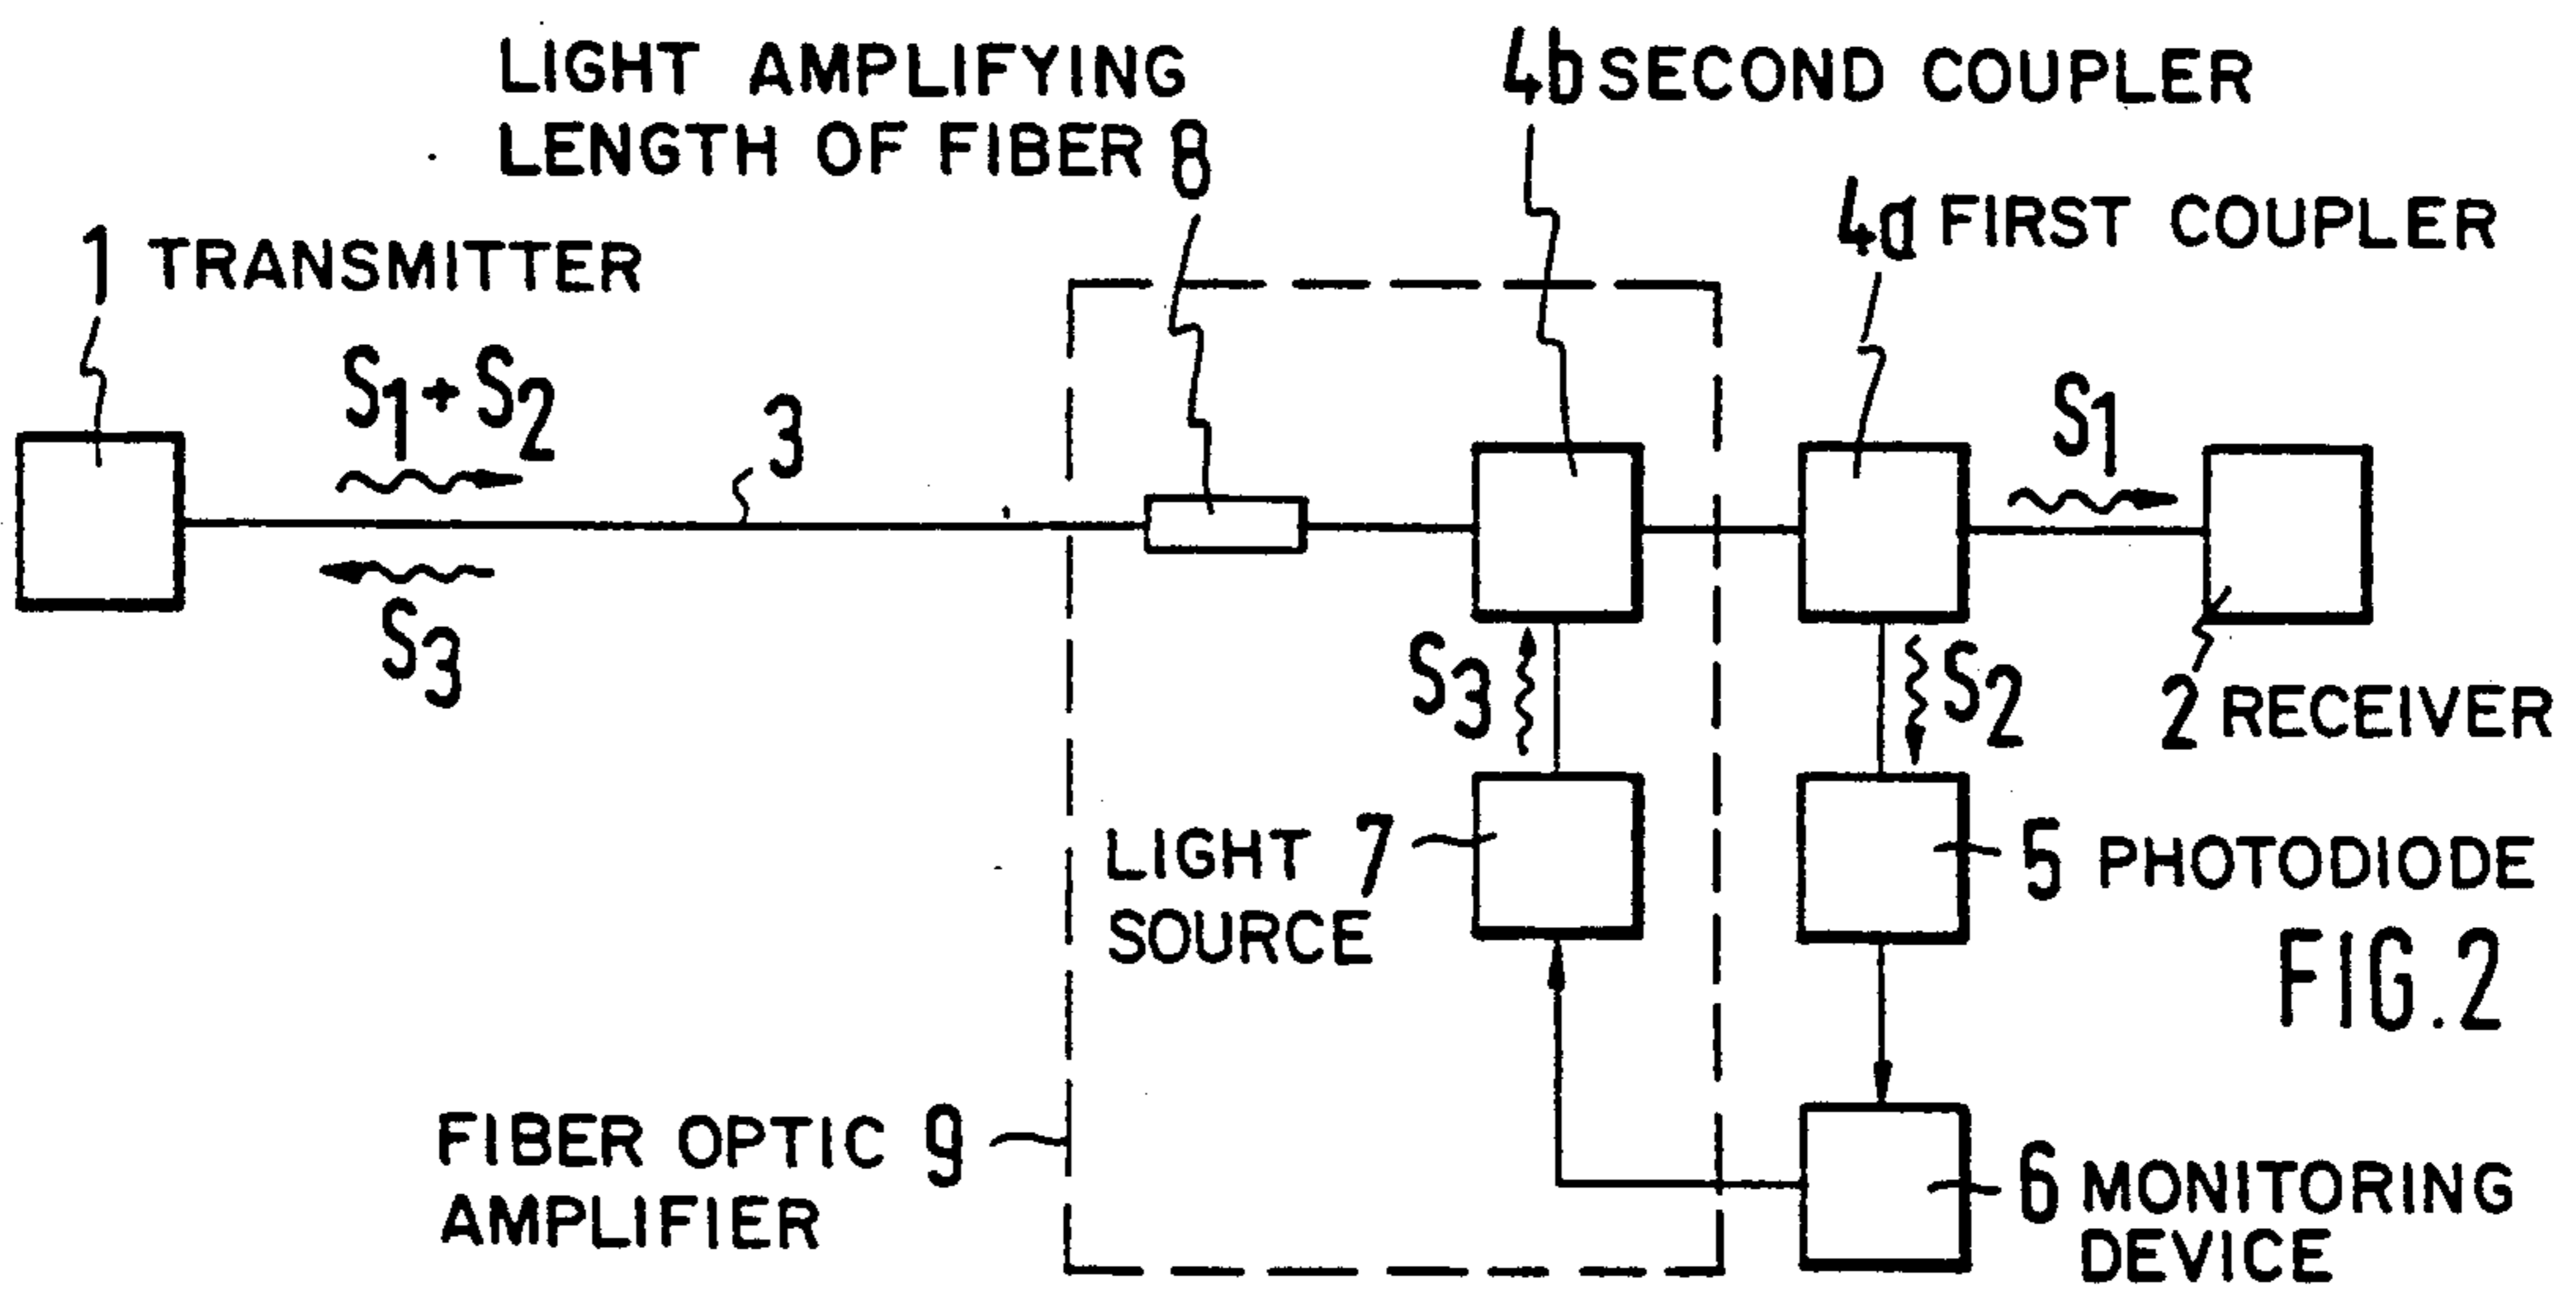 LIGHT AMPLIFYING
LENGTH OF FIBER 8
4b SECOND COUPLER
4a FIRST COUPLER
1 TRANSMITTER
S1 + S2
3
S1
S3
S3
S2
2 RECEIVER
LIGHT 7
SOURCE
5 PHOTODIODE
FIG. 2
FIBER OPTIC 9
AMPLIFIER
6 MONITORING
DEVICE